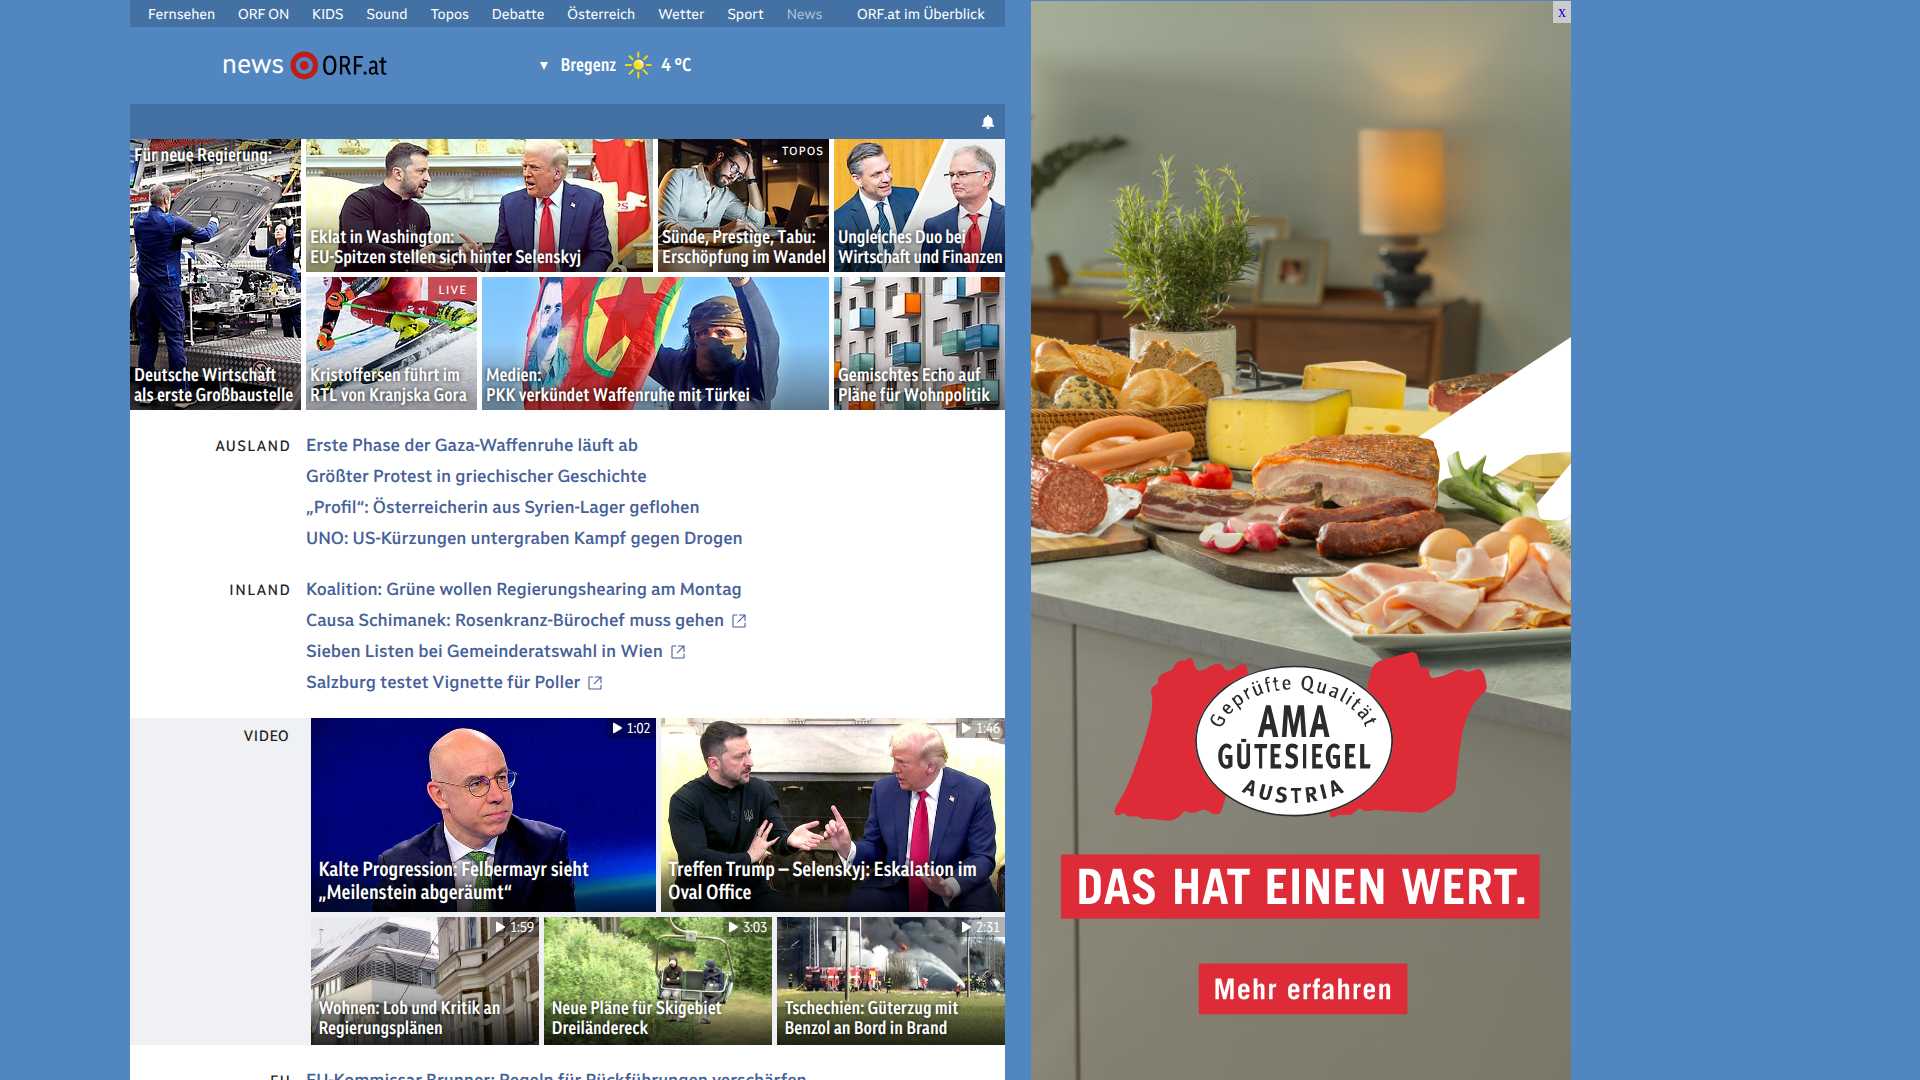 Fernsehen ORF ON KIDS Sound Topos Debatte Österreich Wetter Sport News ORF.at im Überblick
news ORF.at
▼ Bregenz 4 °C
Für neue Regierung:
Deutsche Wirtschaft
als erste Großbaustelle
Eklat in Washington:
EU-Spitzen stellen sich hinter Selenskyj
TOPOS
Sünde, Prestige, Tabu:
Erschöpfung im Wandel
Ungleiches Duo bei
Wirtschaft und Finanzen
LIVE
Kristoffersen führt im
RTL von Kranjska Gora
Medien:
PKK verkündet Waffenruhe mit Türkei
Gemischtes Echo auf
Pläne für Wohnpolitik
AUSLAND
Erste Phase der Gaza-Waffenruhe läuft ab
Größter Protest in griechischer Geschichte
„Profil“: Österreicherin aus Syrien-Lager geflohen
UNO: US-Kürzungen untergraben Kampf gegen Drogen
INLAND
Koalition: Grüne wollen Regierungshearing am Montag
Causa Schimanek: Rosenkranz-Bürochef muss gehen
Sieben Listen bei Gemeinderatswahl in Wien
Salzburg testet Vignette für Poller
VIDEO
1:02
Kalte Progression: Felbermayr sieht
„Meilenstein abgeräumt“
1:46
Treffen Trump – Selenskyj: Eskalation im
Oval Office
1:59
Wohnen: Lob und Kritik an
Regierungsplänen
3:03
Neue Pläne für Skigebiet
Dreiländereck
2:31
Tschechien: Güterzug mit
Benzol an Bord in Brand
EU
EU-Kommissar Brunner: Regeln für Rückführungen verschärfen
x
Geprüfte Qualität
AMA
GÜTESIEGEL
AUSTRIA
DAS HAT EINEN WERT.
Mehr erfahren